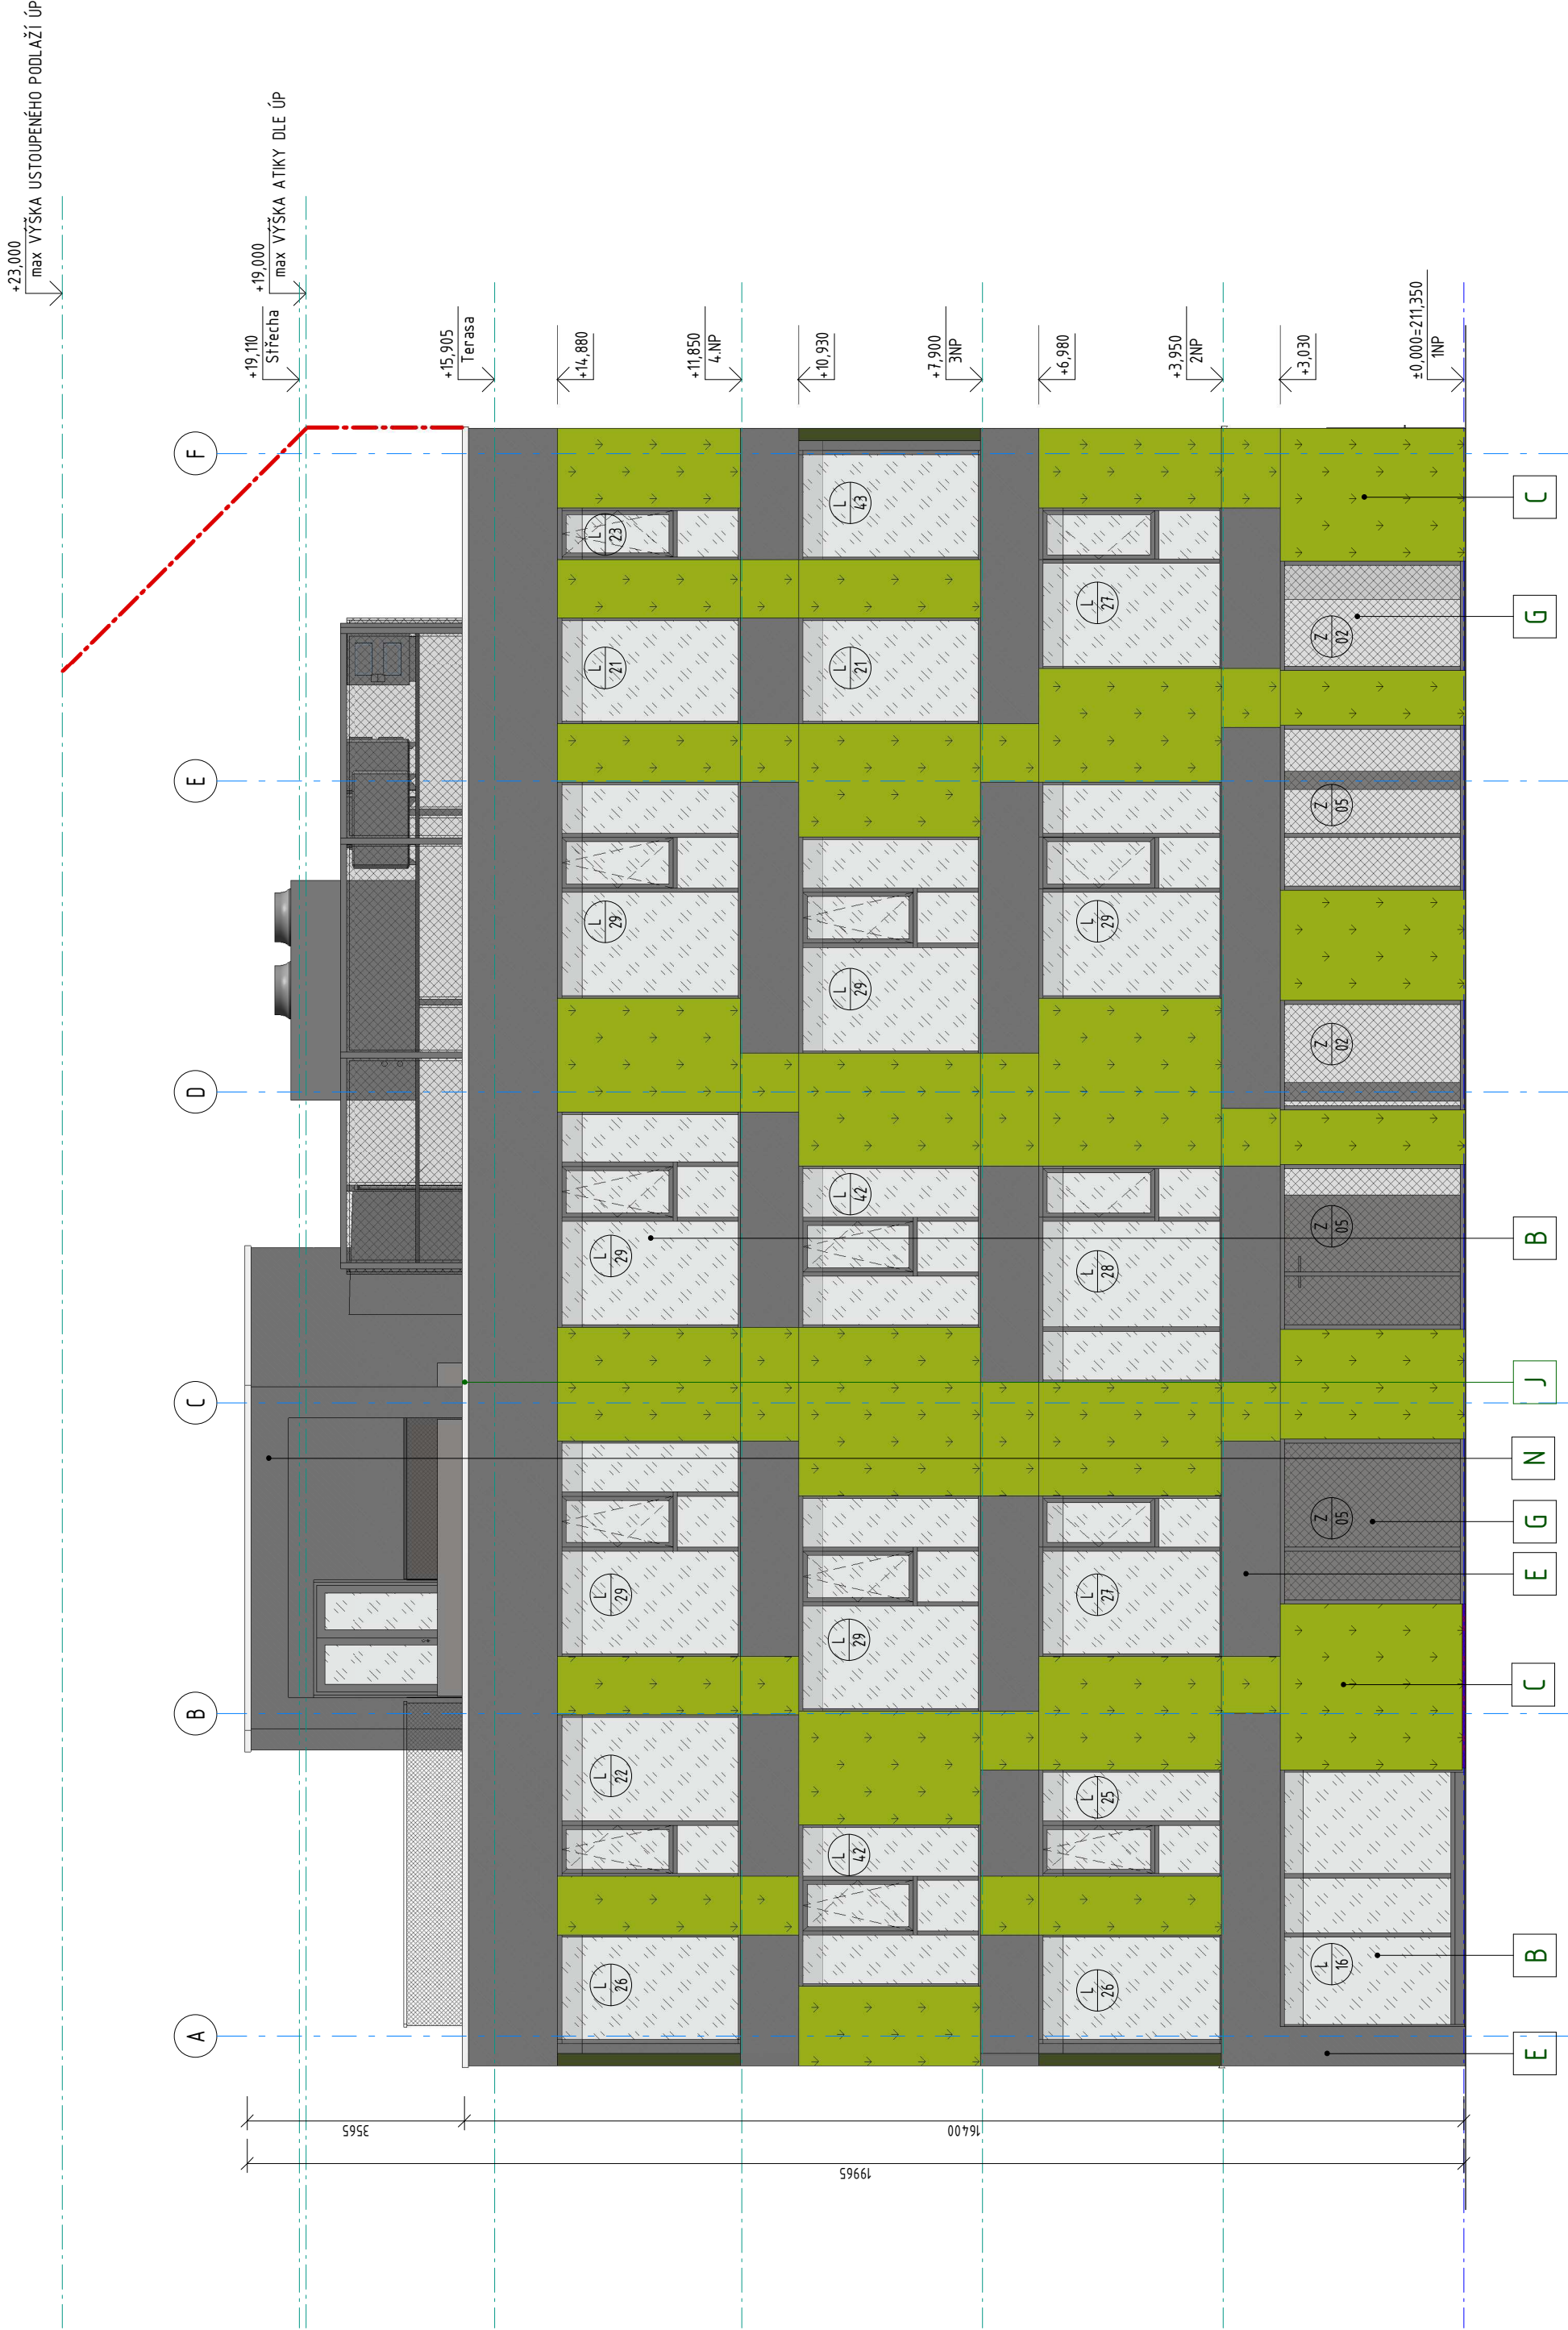 +23,000
max VÝŠKA USTOUPENÉHO PODLAŽÍ ÚP
+19,000
max VÝŠKA ATIKY DLE ÚP
+19,110
Střecha
+15,905
Terasa
+14,880
+11,850
4.NP
+10,930
+7,900
3NP
+6,980
+3,950
2NP
+3,030
±0,000=211,350
1NP
F
E
D
C
B
A
L
23
L
21
L
29
L
29
L
29
L
22
L
26
L
43
L
21
L
29
L
42
L
29
L
42
L
27
L
29
L
28
L
27
L
25
L
26
Z
02
Z
05
Z
02
Z
05
Z
05
L
16
C
G
B
J
N
G
E
C
B
E
3565
16400
19965